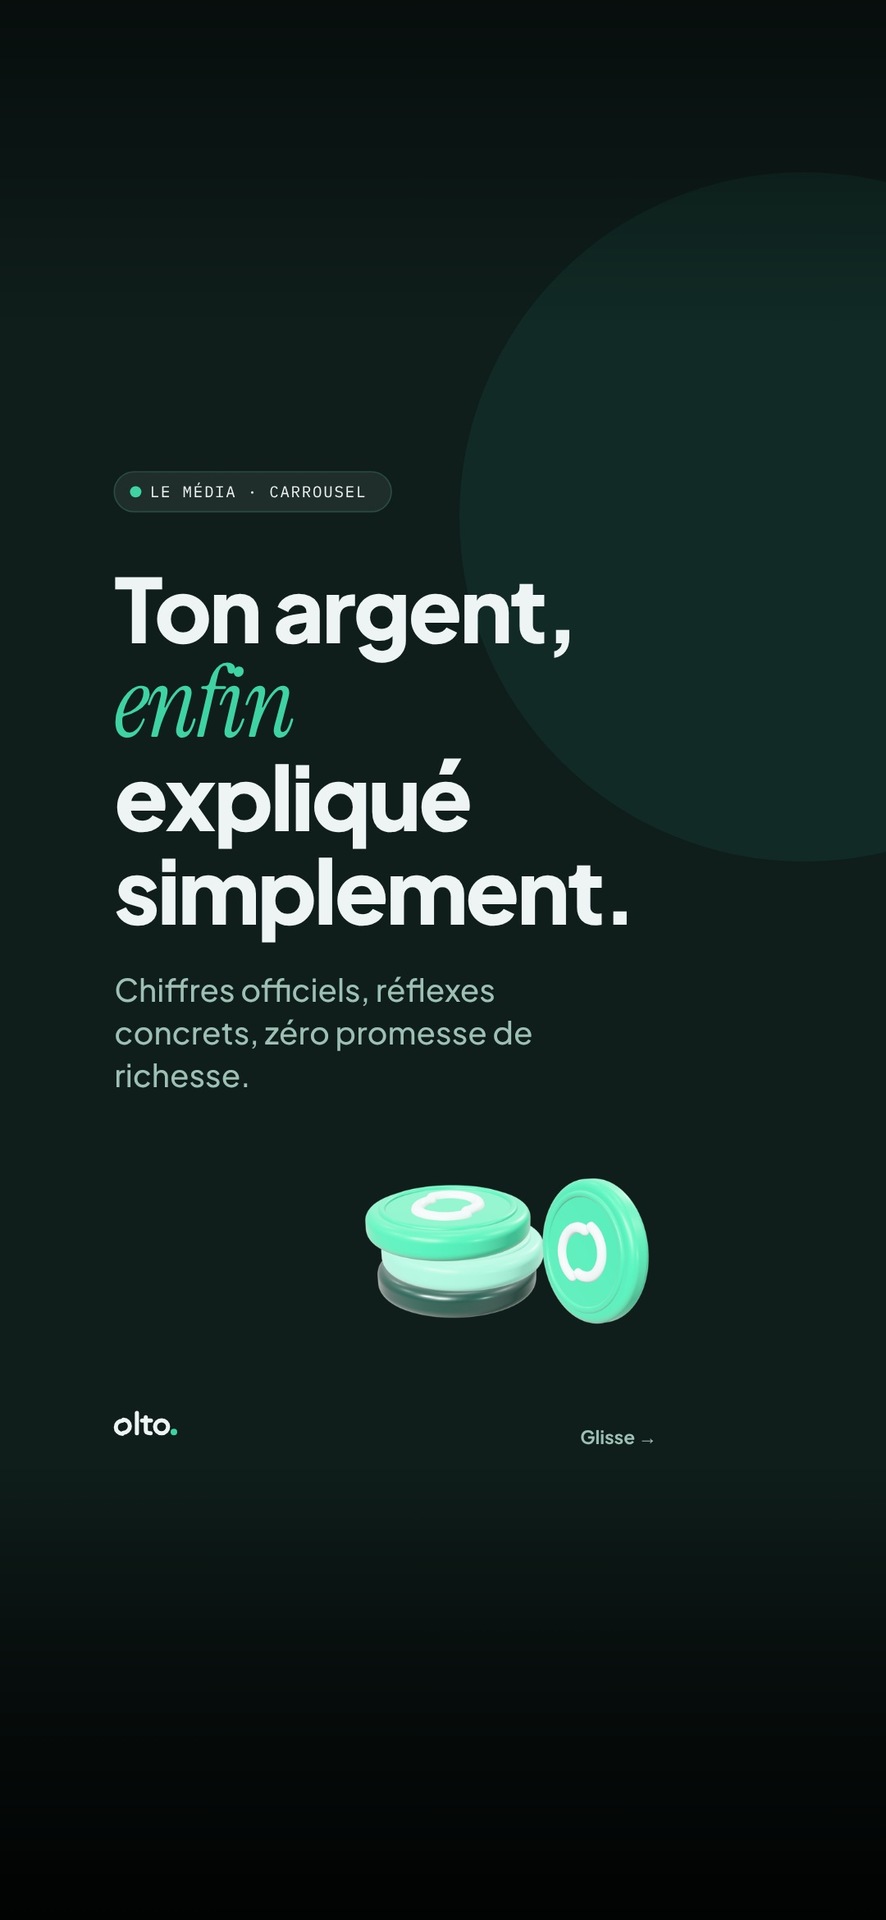 LE MÉDIA · CARROUSEL
Ton argent,
enfin
expliqué
simplement.
Chiffres officiels, réflexes
concrets, zéro promesse de
richesse.
olto.
Glisse →